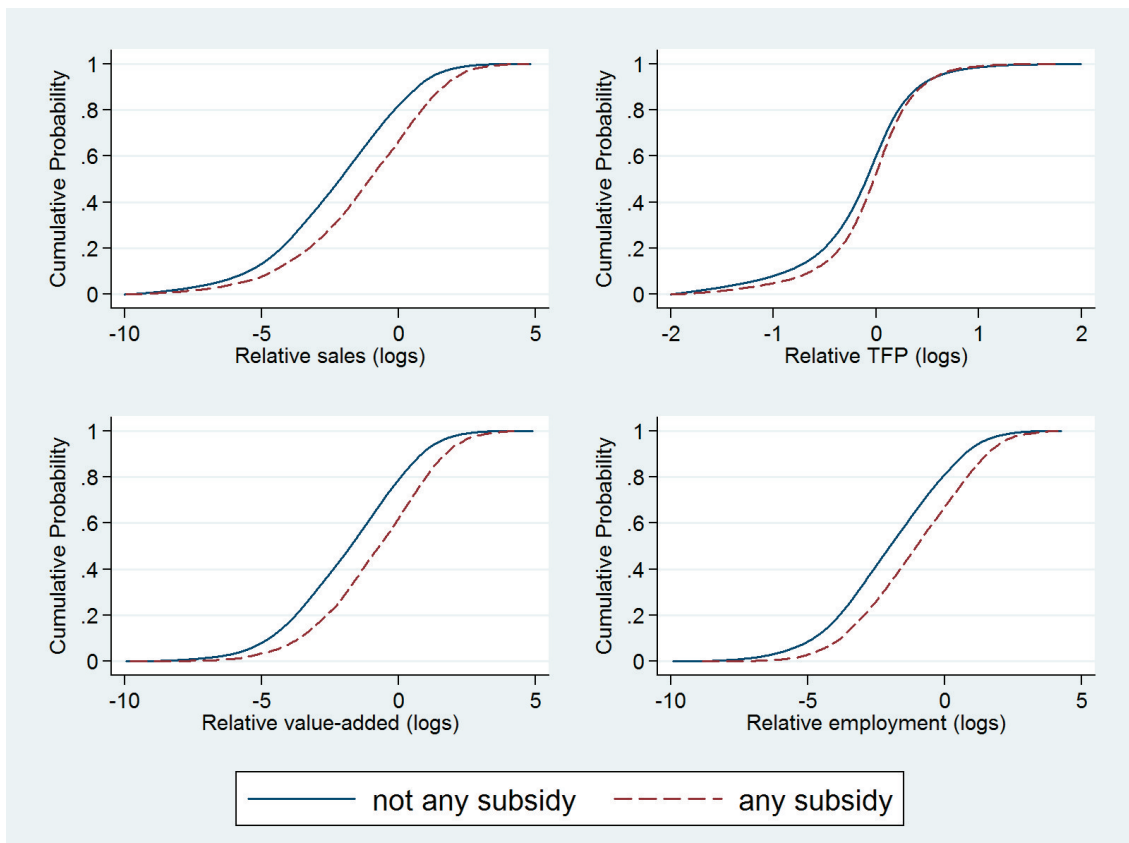 Cumulative Probability
1
.8
.6
.4
.2
0
-10 -5 0 5
Relative sales (logs)
Cumulative Probability
1
.8
.6
.4
.2
0
-2 -1 0 1 2
Relative TFP (logs)
Cumulative Probability
1
.8
.6
.4
.2
0
-10 -5 0 5
Relative value-added (logs)
Cumulative Probability
1
.8
.6
.4
.2
0
-10 -5 0 5
Relative employment (logs)
not any subsidy any subsidy